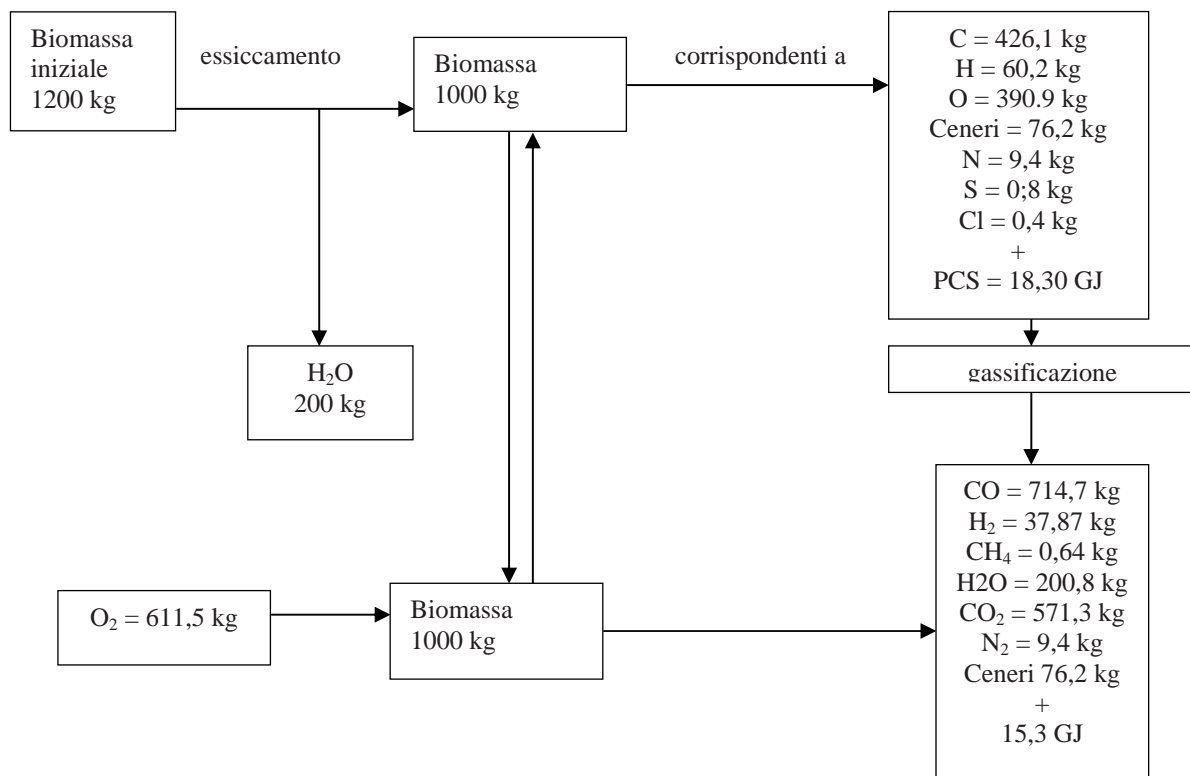 Biomassa
iniziale
1200 kg
essiccamento
Biomassa
1000 kg
corrispondenti a
C = 426,1 kg
H = 60,2 kg
O = 390.9 kg
Ceneri = 76,2 kg
N = 9,4 kg
S = 0;8 kg
Cl = 0,4 kg
+
PCS = 18,30 GJ
H₂O
200 kg
gassificazione
O₂ = 611,5 kg
Biomassa
1000 kg
CO = 714,7 kg
H₂ = 37,87 kg
CH₄ = 0,64 kg
H2O = 200,8 kg
CO₂ = 571,3 kg
N₂ = 9,4 kg
Ceneri 76,2 kg
+
15,3 GJ